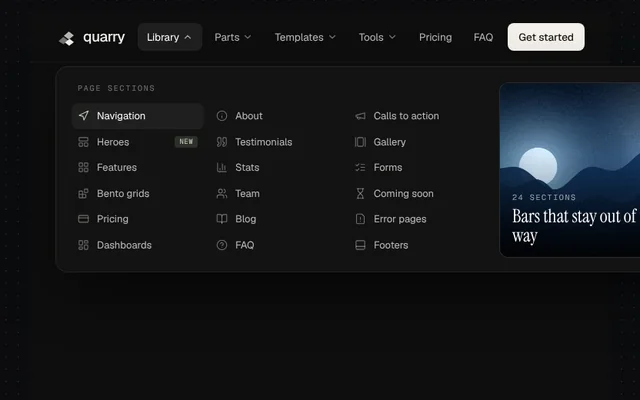 quarry
Library
Parts
Templates
Tools
Pricing
FAQ
Get started
PAGE SECTIONS
Navigation
Heroes
NEW
Features
Bento grids
Pricing
Dashboards
About
Testimonials
Stats
Team
Blog
FAQ
Calls to action
Gallery
Forms
Coming soon
Error pages
Footers
24 SECTIONS
Bars that stay out of
way